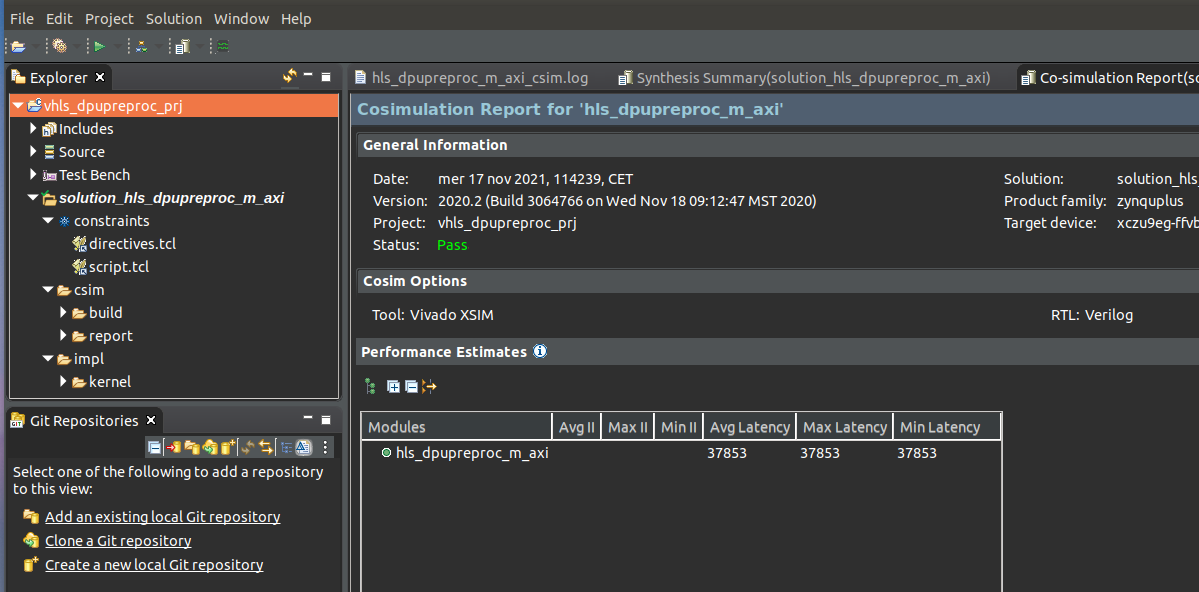 File Edit Project Solution Window Help
Explorer
vhls_dpupreproc_prj
Includes
Source
Test Bench
solution_hls_dpupreproc_m_axi
constraints
directives.tcl
script.tcl
csim
build
report
impl
kernel
Git Repositories
Select one of the following to add a repository
to this view:
Add an existing local Git repository
Clone a Git repository
Create a new local Git repository
hls_dpupreproc_m_axi_csim.log Synthesis Summary(solution_hls_dpupreproc_m_axi) Co-simulation Report(so
Cosimulation Report for 'hls_dpupreproc_m_axi'
General Information
Date: mer 17 nov 2021, 114239, CET Solution: solution_hls_
Version: 2020.2 (Build 3064766 on Wed Nov 18 09:12:47 MST 2020) Product family: zynquplus
Project: vhls_dpupreproc_prj Target device: xczu9eg-ffvb
Status: Pass
Cosim Options
Tool: Vivado XSIM RTL: Verilog
Performance Estimates
Modules Avg II Max II Min II Avg Latency Max Latency Min Latency
hls_dpupreproc_m_axi 37853 37853 37853